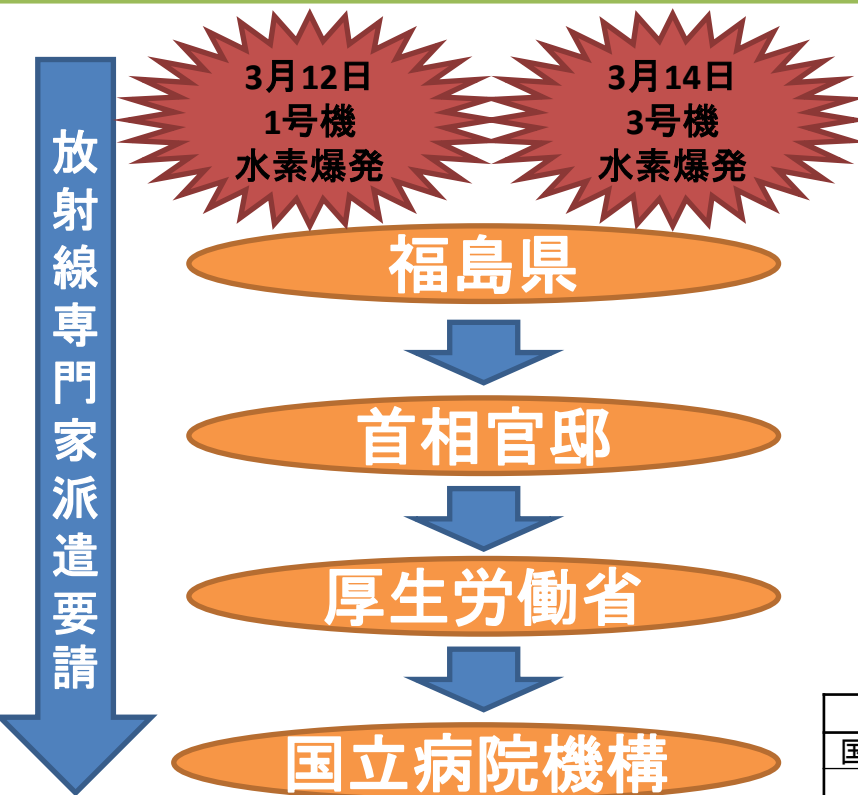 3月12日
1号機
水素爆発
3月14日
3号機
水素爆発
放射線専門家派遣要請
福島県
首相官邸
厚生労働省
国立病院機構
国